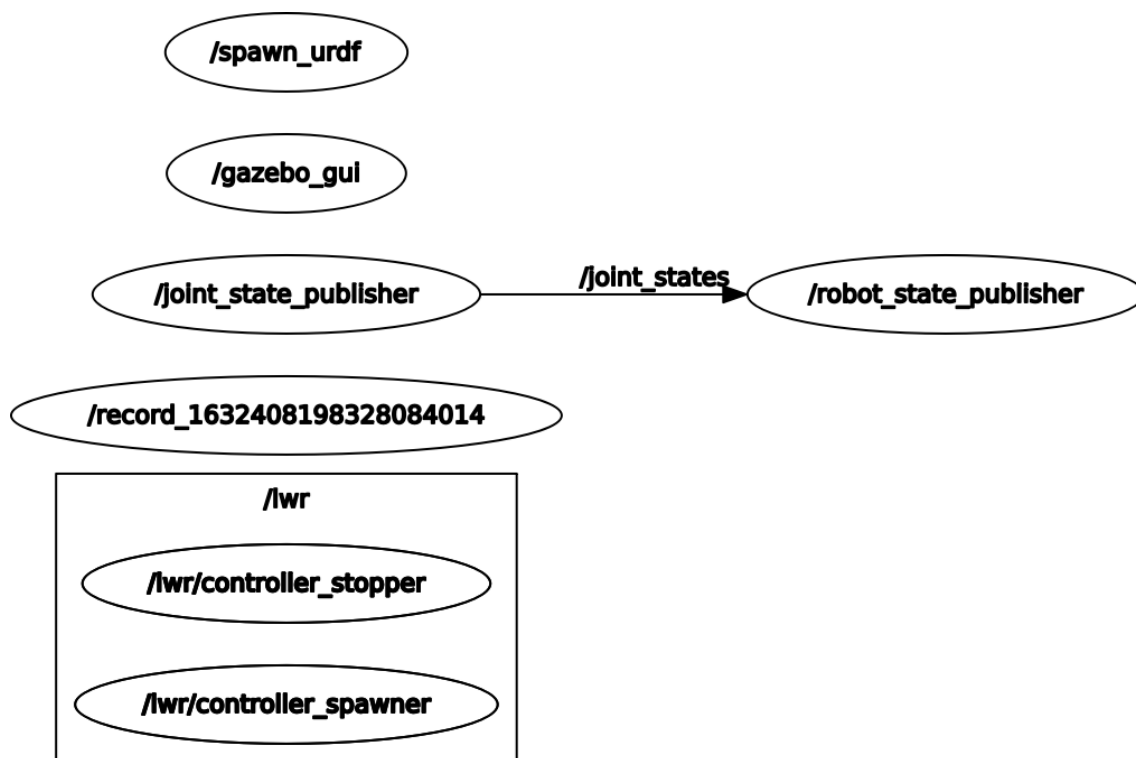 /spawn_urdf
/gazebo_gui
/joint_state_publisher
/joint_states
/robot_state_publisher
/record_1632408198328084014
/lwr
/lwr/controller_stopper
/lwr/controller_spawner